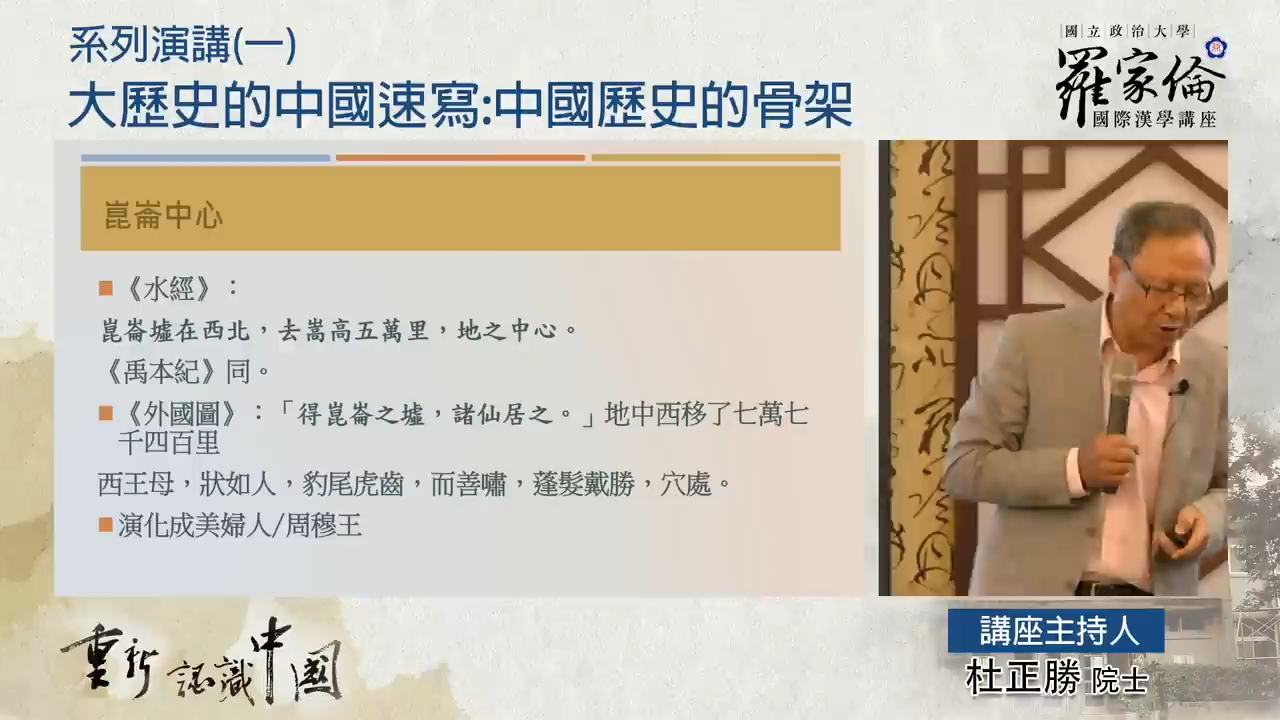 系列演講(一)
大歷史的中國速寫:中國歷史的骨架
國立政治大學
羅家倫
國際漢學講座
崑崙中心
《水經》：
崑崙墟在西北，去嵩高五萬里，地之中心。
《禹本紀》同。
《外國圖》：「得崑崙之墟，諸仙居之。」地中西移了七萬七
千四百里
西王母，狀如人，豹尾虎齒，而善嘯，蓬髮戴勝，穴處。
演化成美婦人/周穆王
重新認識中國
講座主持人
杜正勝 院士